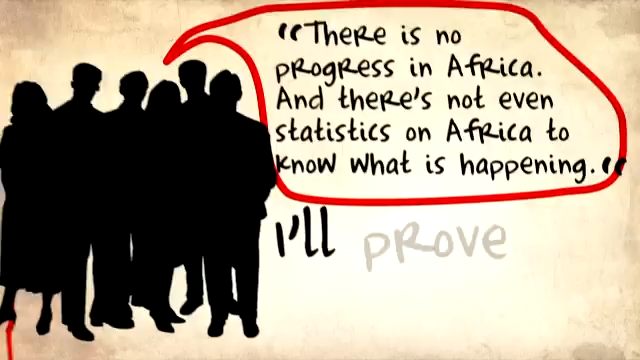 “There is no
progress in Africa.
And there's not even
statistics on Africa to
know what is happening.“
I'll prove